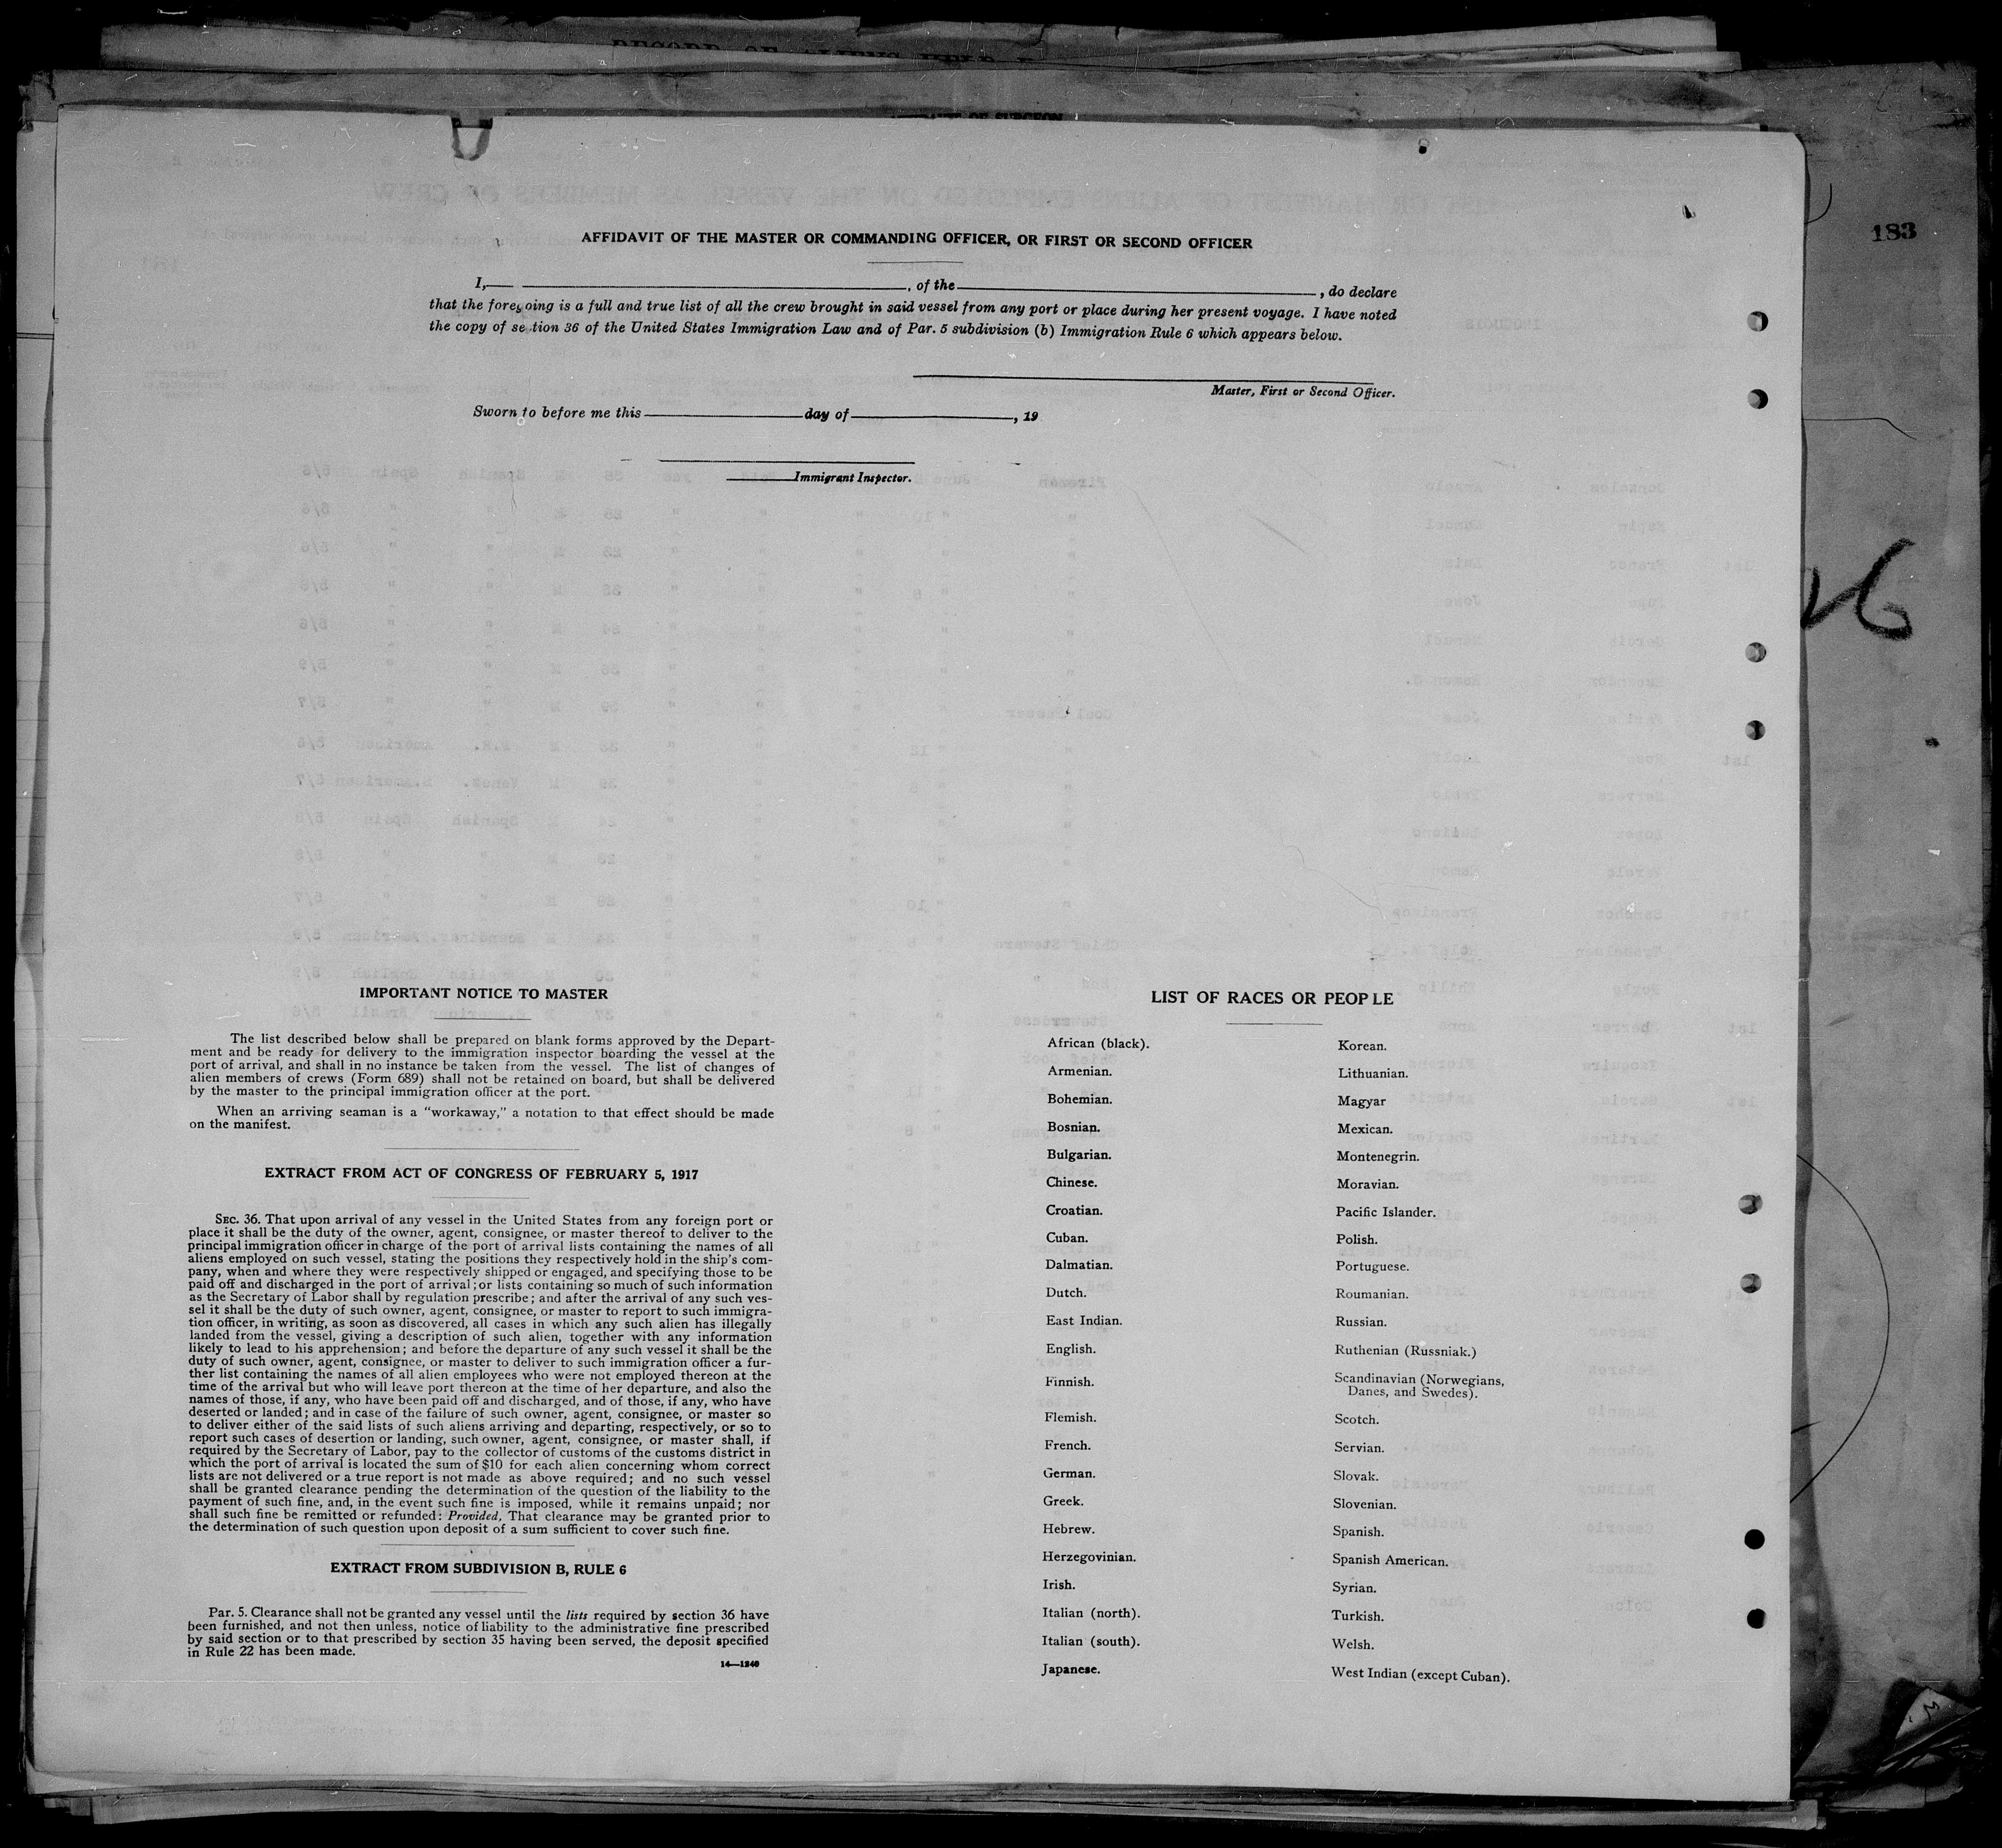 183
AFFIDAVIT OF THE MASTER OR COMMANDING OFFICER, OR FIRST OR SECOND OFFICER
I, , of the , do declare
that the foregoing is a full and true list of all the crew brought in said vessel from any port or place during her present voyage. I have noted
the copy of section 36 of the United States Immigration Law and of Par. 5 subdivision (b) Immigration Rule 6 which appears below.
Master, First or Second Officer.
Sworn to before me this day of , 19
Immigrant Inspector.
IMPORTANT NOTICE TO MASTER
The list described below shall be prepared on blank forms approved by the Depart-
ment and be ready for delivery to the immigration inspector boarding the vessel at the
port of arrival, and shall in no instance be taken from the vessel. The list of changes of
alien members of crews (Form 689) shall not be retained on board, but shall be delivered
by the master to the principal immigration officer at the port.
When an arriving seaman is a "workaway," a notation to that effect should be made
on the manifest.
EXTRACT FROM ACT OF CONGRESS OF FEBRUARY 5, 1917
SEC. 36. That upon arrival of any vessel in the United States from any foreign port or
place it shall be the duty of the owner, agent, consignee, or master thereof to deliver to the
principal immigration officer in charge of the port of arrival lists containing the names of all
aliens employed on such vessel, stating the positions they respectively hold in the ship's com-
pany, when and where they were respectively shipped or engaged, and specifying those to be
paid off and discharged in the port of arrival; or lists containing so much of such information
as the Secretary of Labor shall by regulation prescribe; and after the arrival of any such ves-
sel it shall be the duty of such owner, agent, consignee, or master to report to such immigra-
tion officer, in writing, as soon as discovered, all cases in which any such alien has illegally
landed from the vessel, giving a description of such alien, together with any information
likely to lead to his apprehension; and before the departure of any such vessel it shall be the
duty of such owner, agent, consignee, or master to deliver to such immigration officer a fur-
ther list containing the names of all alien employees who were not employed thereon at the
time of the arrival but who will leave port thereon at the time of her departure, and also the
names of those, if any, who have been paid off and discharged, and of those, if any, who have
deserted or landed; and in case of the failure of such owner, agent, consignee, or master so
to deliver either of the said lists of such aliens arriving and departing, respectively, or so to
report such cases of desertion or landing, such owner, agent, consignee, or master shall, if
required by the Secretary of Labor, pay to the collector of customs of the customs district in
which the port of arrival is located the sum of $10 for each alien concerning whom correct
lists are not delivered or a true report is not made as above required; and no such vessel
shall be granted clearance pending the determination of the question of the liability to the
payment of such fine, and, in the event such fine is imposed, while it remains unpaid; nor
shall such fine be remitted or refunded: Provided, That clearance may be granted prior to
the determination of such question upon deposit of a sum sufficient to cover such fine.
EXTRACT FROM SUBDIVISION B, RULE 6
Par. 5. Clearance shall not be granted any vessel until the lists required by section 36 have
been furnished, and not then unless, notice of liability to the administrative fine prescribed
by said section or to that prescribed by section 35 having been served, the deposit specified
in Rule 22 has been made.
14—1240
LIST OF RACES OR PEOPLE
African (black).
Armenian.
Bohemian.
Bosnian.
Bulgarian.
Chinese.
Croatian.
Cuban.
Dalmatian.
Dutch.
East Indian.
English.
Finnish.
Flemish.
French.
German.
Greek.
Hebrew.
Herzegovinian.
Irish.
Italian (north).
Italian (south).
Japanese.
Korean.
Lithuanian.
Magyar
Mexican.
Montenegrin.
Moravian.
Pacific Islander.
Polish.
Portuguese.
Roumanian.
Russian.
Ruthenian (Russniak.)
Scandinavian (Norwegians,
Danes, and Swedes).
Scotch.
Servian.
Slovak.
Slovenian.
Spanish.
Spanish American.
Syrian.
Turkish.
Welsh.
West Indian (except Cuban).